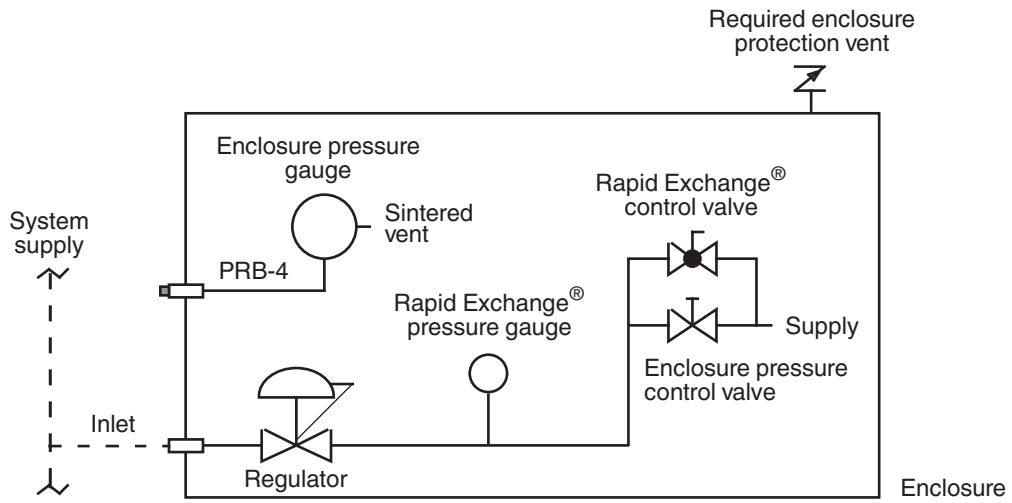 Required enclosure
protection vent
Enclosure pressure
gauge
Rapid Exchange®
control valve
Sintered
vent
System
supply
PRB-4
Rapid Exchange®
pressure gauge
Supply
Enclosure pressure
control valve
Inlet
Regulator
Enclosure